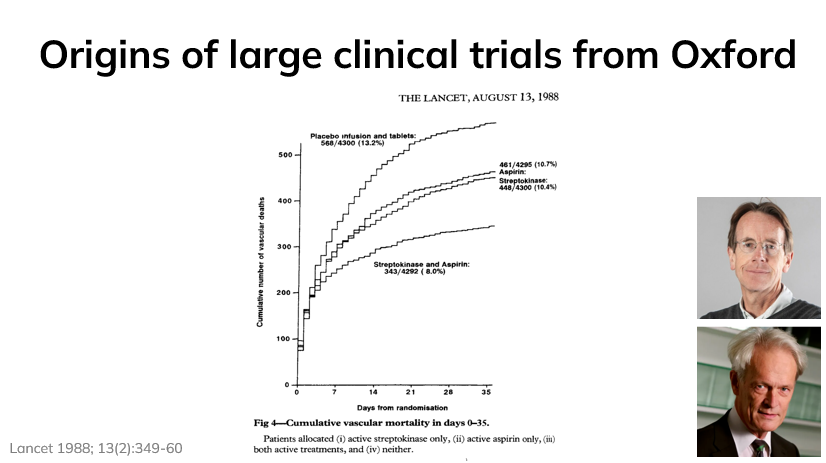 Origins of large clinical trials from Oxford
THE LANCET, AUGUST 13, 1988
Placebo infusion and tablets:
568/4300 (13.2%)
461/4295 (10.7%)
Aspirin:
Streptokinase:
448/4300 (10.4%)
Streptokinase and Aspirin:
343/4292 ( 8.0%)
Cumulative number of vascular deaths
500
400
300
200
100
0
0 7 14 21 28 35
Days from randomisation
Fig 4—Cumulative vascular mortality in days 0–35.
Patients allocated (i) active streptokinase only, (ii) active aspirin only, (iii)
both active treatments, and (iv) neither.
Lancet 1988; 13(2):349-60